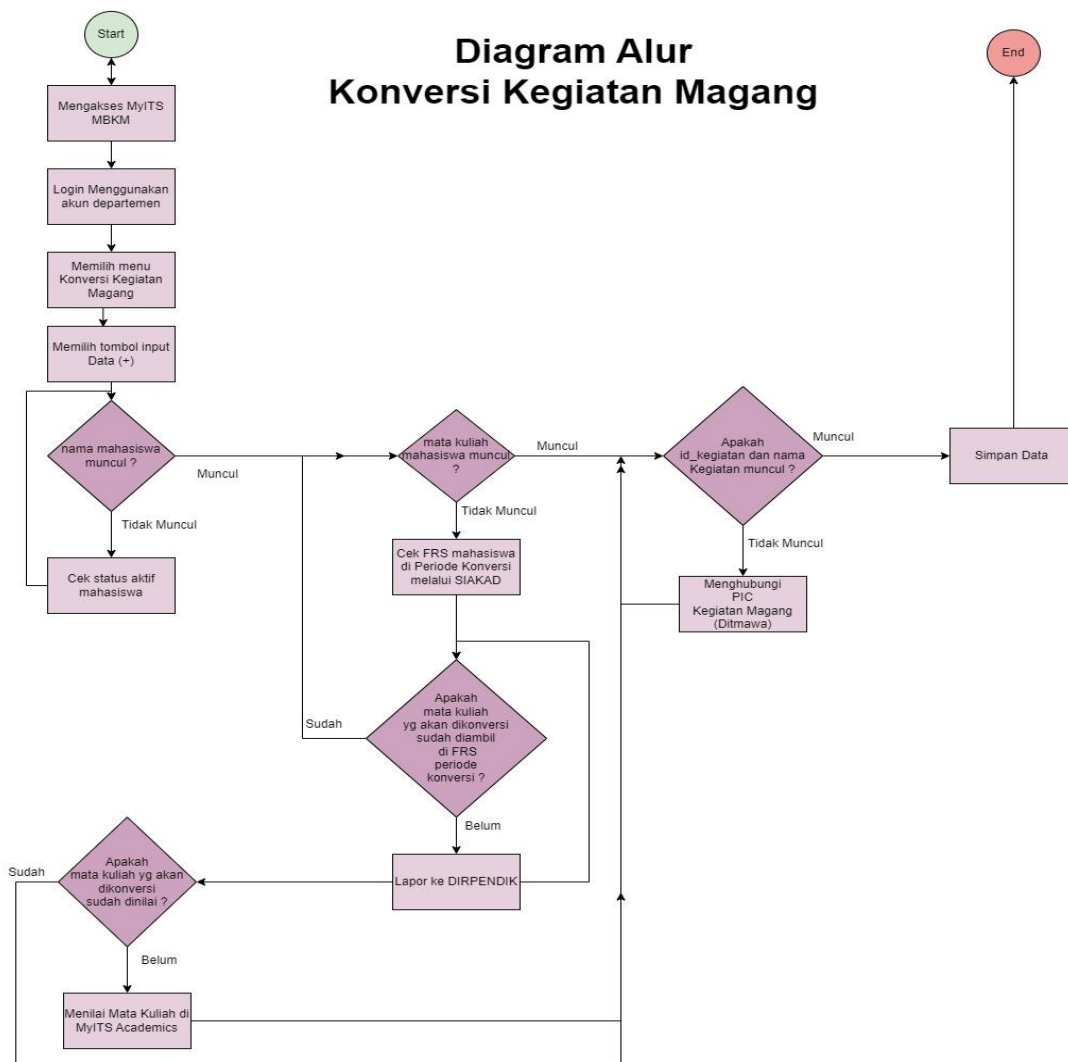 Start
Diagram Alur
Konversi Kegiatan Magang
End
Mengakses MyITS
MBKM
Login Menggunakan
akun departemen
Memilih menu
Konversi Kegiatan
Magang
Memilih tombol input
Data (+)
nama mahasiswa
muncul ?
Muncul
Tidak Muncul
Cek status aktif
mahasiswa
mata kuliah
mahasiswa muncul
?
Muncul
Tidak Muncul
Cek FRS mahasiswa
di Periode Konversi
melalui SIAKAD
Apakah
mata kuliah
yg akan dikonversi
sudah diambil
di FRS
periode
konversi ?
Sudah
Belum
Lapor ke DIRPENDIK
Apakah
mata kuliah yg akan
dikonversi
sudah dinilai ?
Sudah
Belum
Menilai Mata Kuliah di
MyITS Academics
Apakah
id_kegiatan dan nama
Kegiatan muncul ?
Muncul
Tidak Muncul
Menghubungi
PIC
Kegiatan Magang
(Ditmawa)
Simpan Data